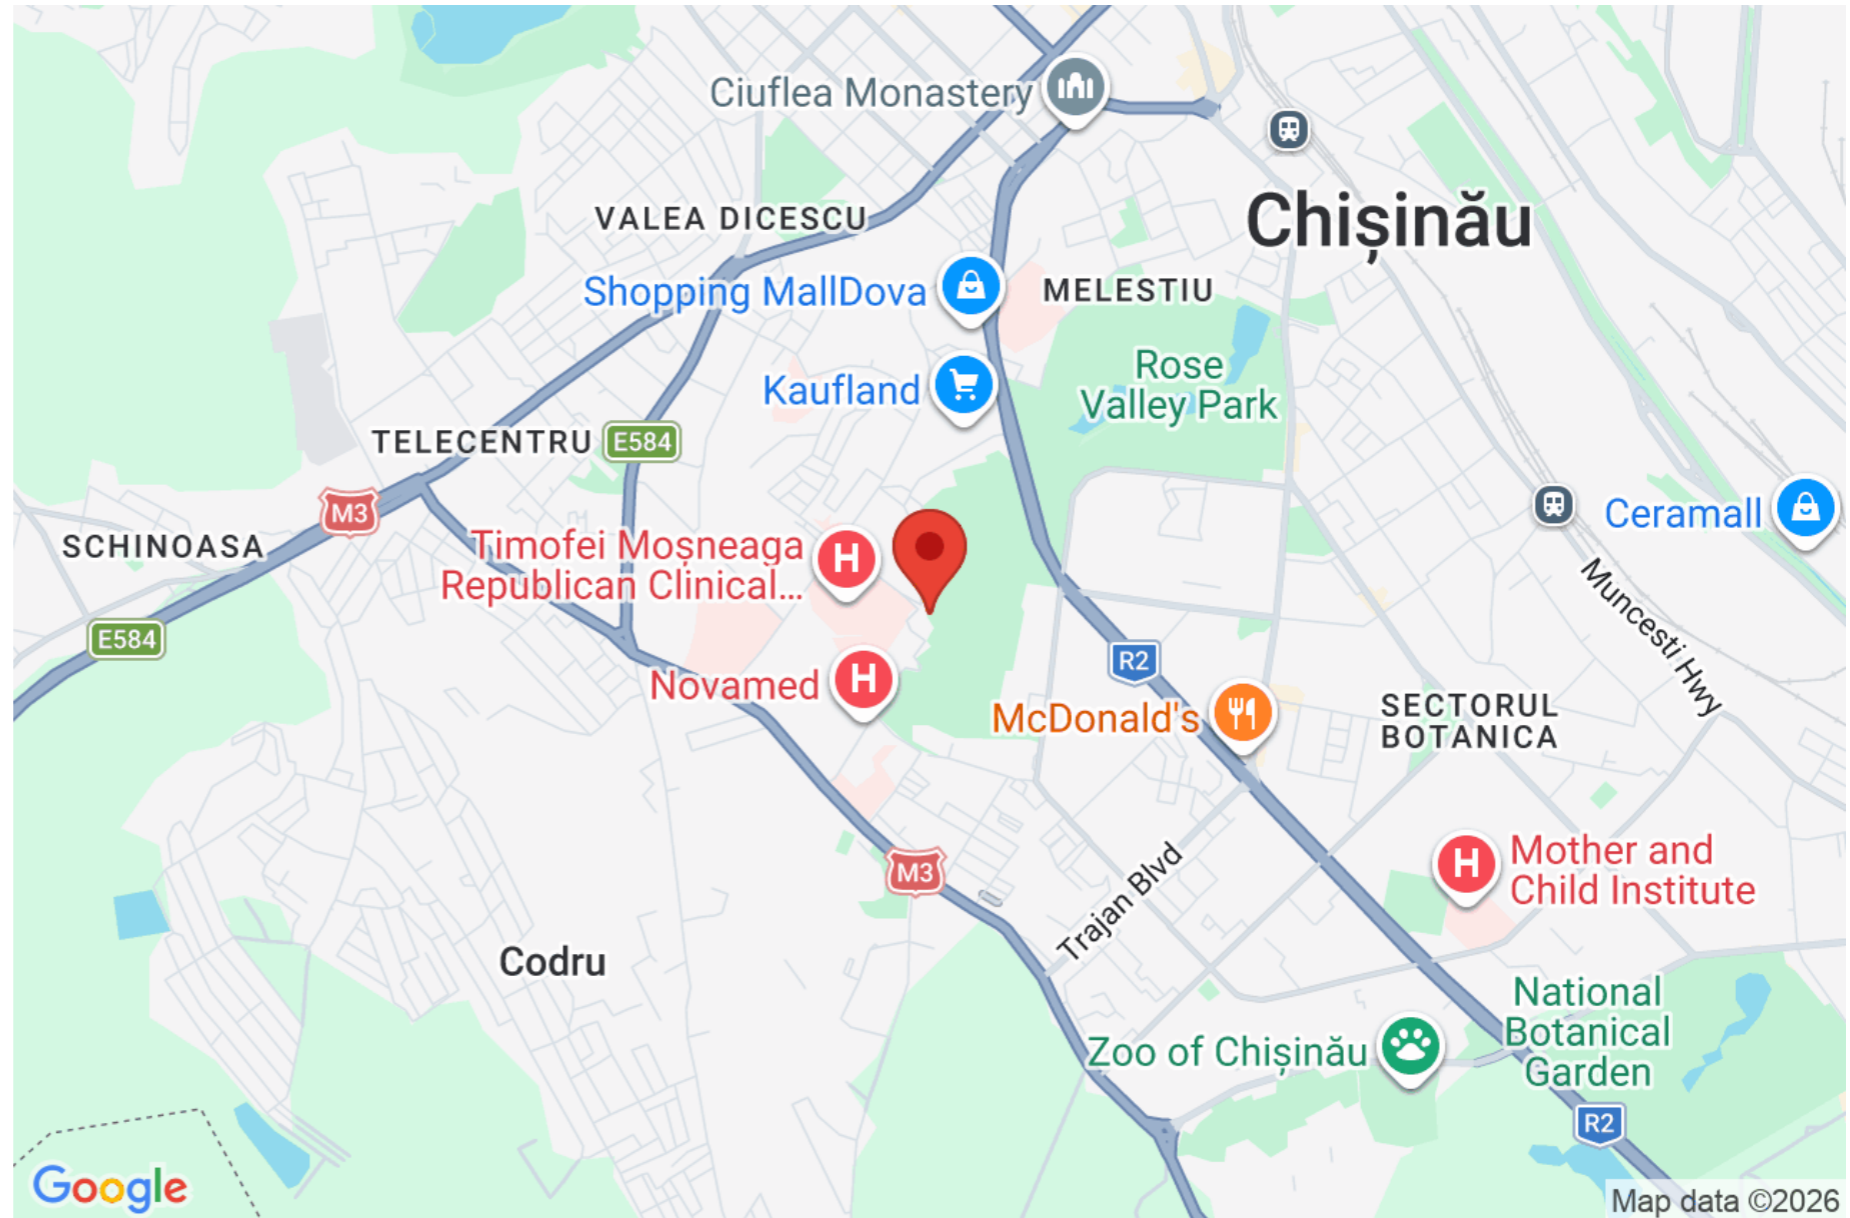 Ciuflea Monastery
Chișinău
VALEA DICESCU
Shopping MallDova
MELESTIU
Rose
Valley Park
Kaufland
TELECENTRU
E584
M3
SCHINOASA
Ceramall
Timofei Moșneaga
Republican Clinical...
E584
Muncesti Hwy
R2
Novamed
McDonald's
SECTORUL
BOTANICA
M3
Mother and
Child Institute
Trajan Blvd
Codru
National
Botanical
Garden
Zoo of Chișinău
R2
Google
Map data ©2026